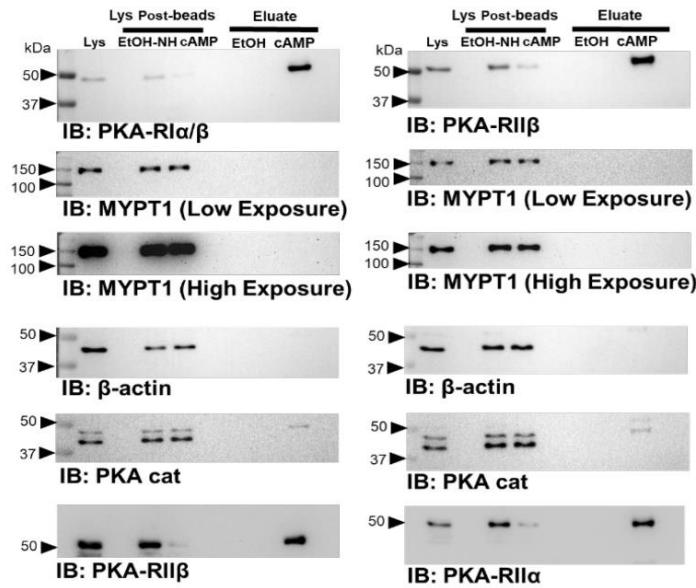 Lys Post-beads Eluate
kDa Lys EtOH-NH cAMP EtOH cAMP
50
37
IB: PKA-RIα/β
150
100
IB: MYPT1 (Low Exposure)
150
100
IB: MYPT1 (High Exposure)
50
37
IB: β-actin
50
37
IB: PKA cat
50
IB: PKA-RIIβ
Lys Post-beads Eluate
kDa Lys EtOH-NH cAMP EtOH cAMP
50
37
IB: PKA-RIIβ
150
100
IB: MYPT1 (Low Exposure)
150
100
IB: MYPT1 (High Exposure)
50
37
IB: β-actin
50
37
IB: PKA cat
50
IB: PKA-RIIα